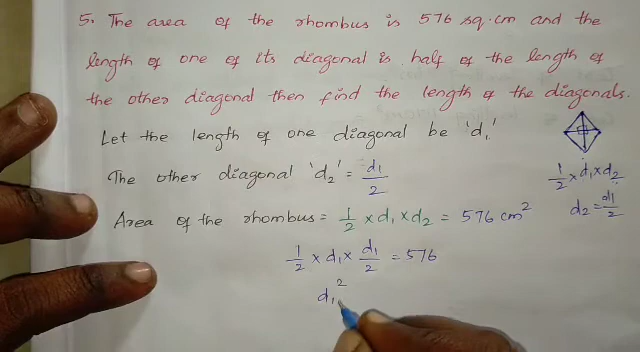 5. The area of the rhombus is 576 sq.cm and the
length of one of its diagonal is half of the length of
the other diagonal then find the length of the diagonals.
Let the length of one diagonal be 'd₁'
The other diagonal 'd₂' = d₁/2
1/2 × d₁ × d₂
d₂ = d₁/2
Area of the rhombus = 1/2 × d₁ × d₂ = 576 cm²
1/2 × d₁ × d₁/2 = 576
d₁²